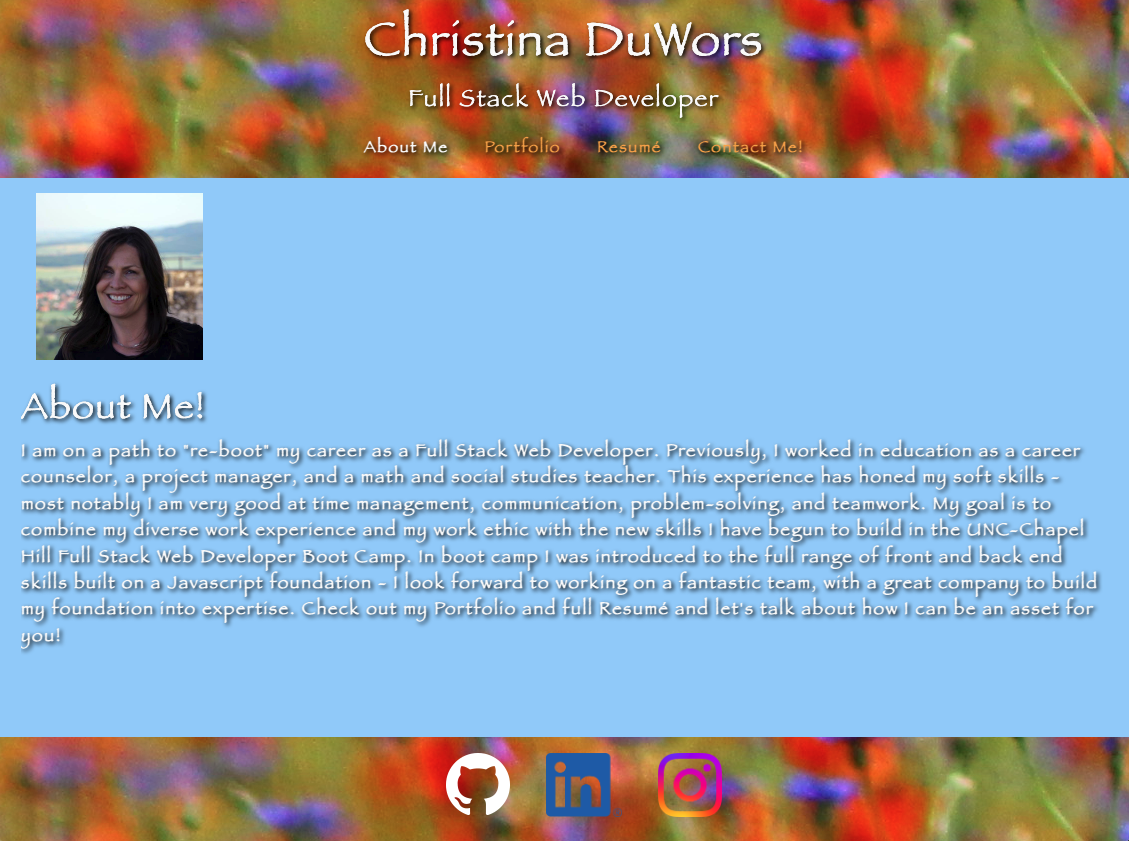 Christina DuWors
Full Stack Web Developer
About Me Portfolio Resumé Contact Me!
About Me!
I am on a path to "re-boot" my career as a Full Stack Web Developer. Previously, I worked in education as a career
counselor, a project manager, and a math and social studies teacher. This experience has honed my soft skills -
most notably I am very good at time management, communication, problem-solving, and teamwork. My goal is to
combine my diverse work experience and my work ethic with the new skills I have begun to build in the UNC-Chapel
Hill Full Stack Web Developer Boot Camp. In boot camp I was introduced to the full range of front and back end
skills built on a Javascript foundation - I look forward to working on a fantastic team, with a great company to build
my foundation into expertise. Check out my Portfolio and full Resumé and let's talk about how I can be an asset for
you!
in